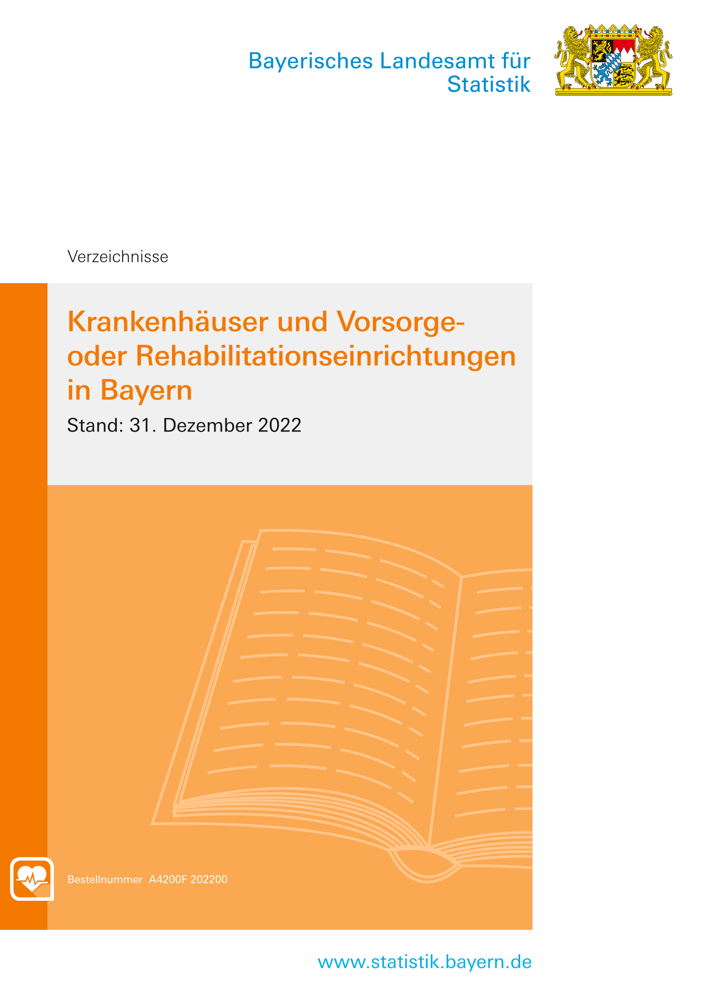 Bayerisches Landesamt für
Statistik
Verzeichnisse
Krankenhäuser und Vorsorge-
oder Rehabilitationseinrichtungen
in Bayern
Stand: 31. Dezember 2022
Bestellnummer A4200F 202200
www.statistik.bayern.de